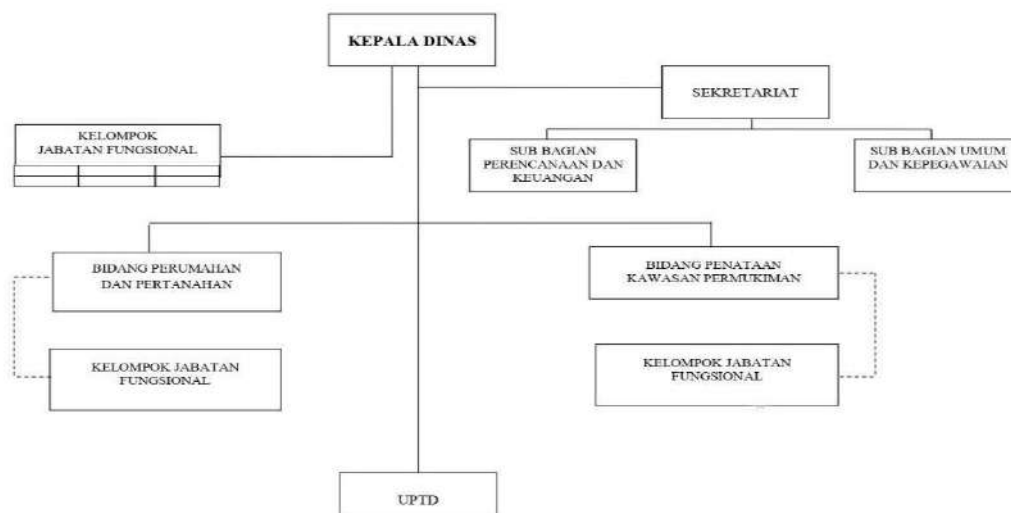 KEPALA DINAS
SEKRETARIAT
KELOMPOK
JABATAN FUNGSIONAL
SUB BAGIAN
PERENCANAAN DAN
KEUANGAN
SUB BAGIAN UMUM
DAN KEPEGAWAIAN
BIDANG PERUMAHAN
DAN PERTANAHAN
BIDANG PENATAAN
KAWASAN PERMUKIMAN
KELOMPOK JABATAN
FUNGSIONAL
KELOMPOK JABATAN
FUNGSIONAL
UPTD